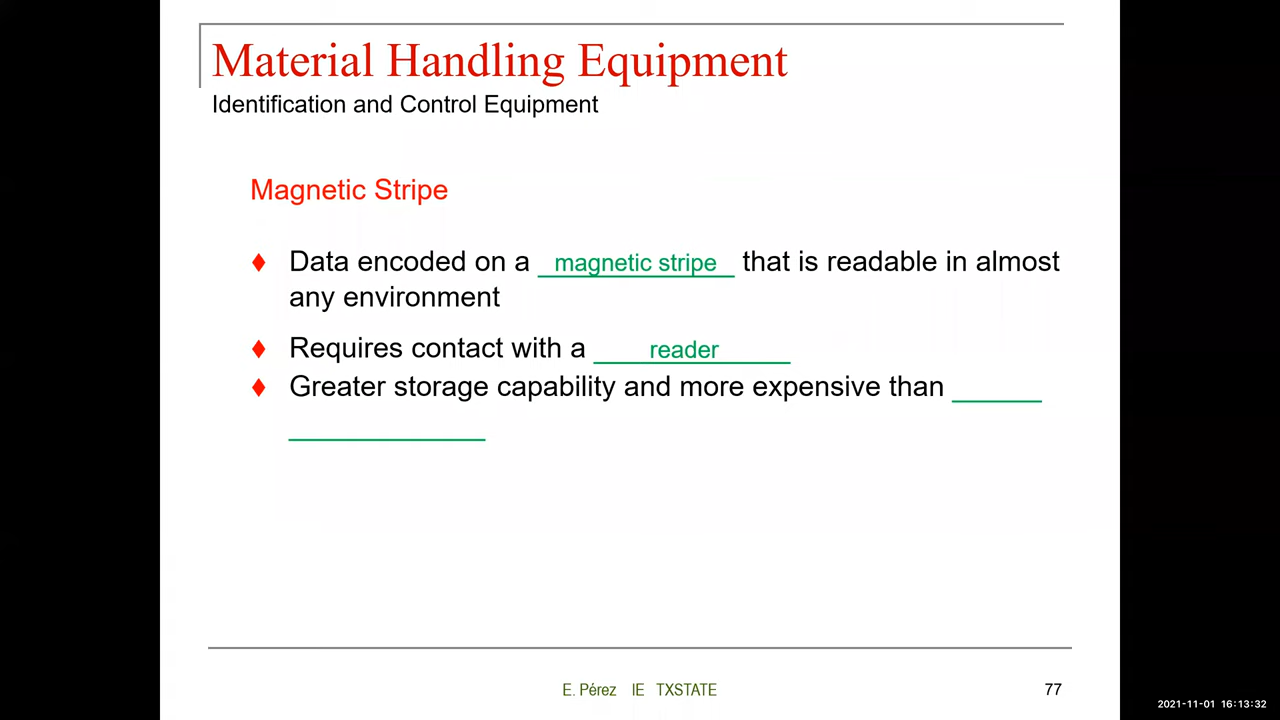 Material Handling Equipment
Identification and Control Equipment
Magnetic Stripe
♦ Data encoded on a magnetic stripe that is readable in almost
any environment
♦ Requires contact with a reader
♦ Greater storage capability and more expensive than ______
_____________
E. Pérez IE TXSTATE
77
2021-11-01 16:13:32